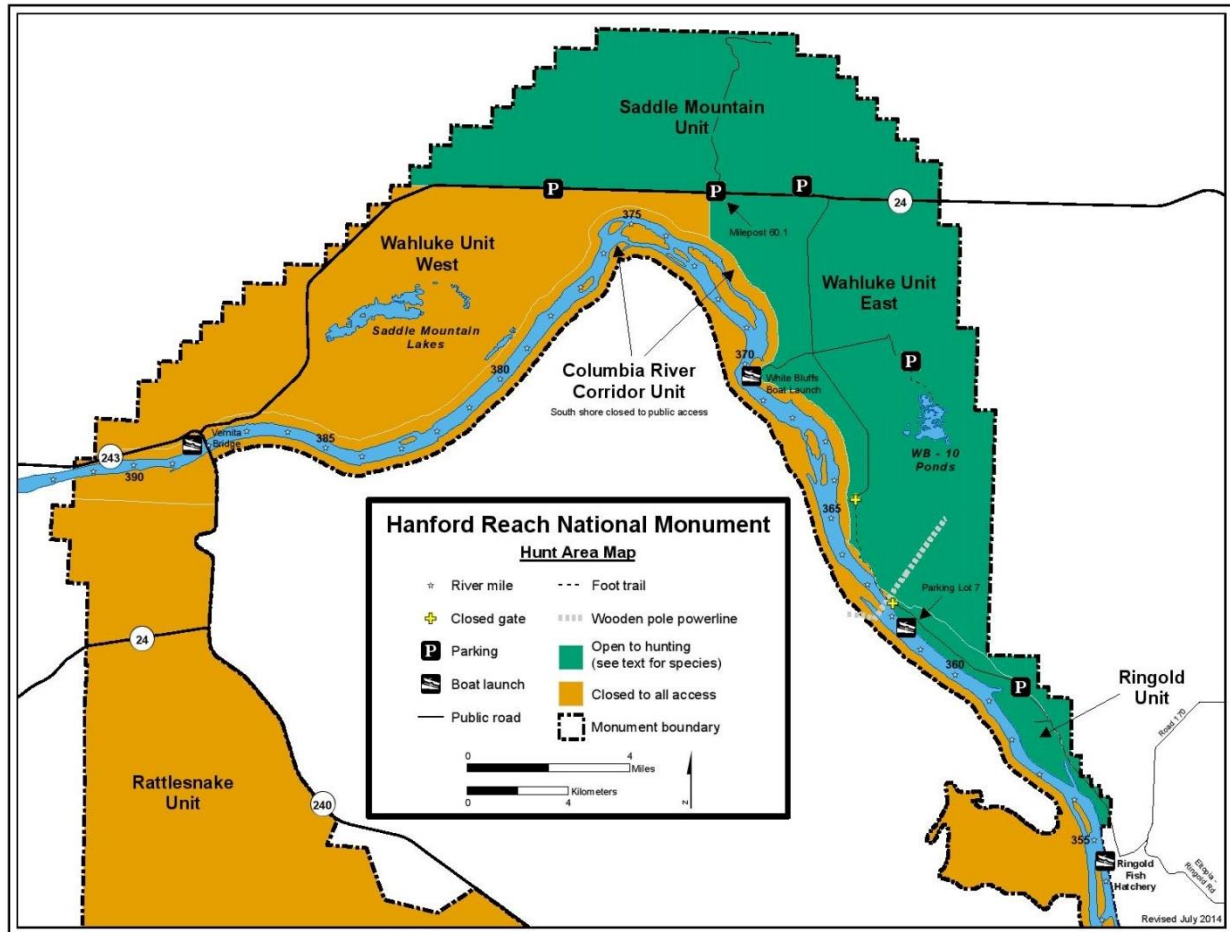 Saddle Mountain
Unit
P
P
P
24
375
Milepost 60.1
Wahluke Unit
West
Wahluke Unit
East
Saddle Mountain
Lakes
380
Columbia River
Corridor Unit
South shore closed to public access
370
White Bluffs
Boat Launch
P
WB - 10
Ponds
Vernita
Bridge
385
243
390
365
Hanford Reach National Monument
Hunt Area Map
River mile
Foot trail
Closed gate
Wooden pole powerline
P
Parking
Open to hunting
(see text for species)
Boat launch
Closed to all access
Public road
Monument boundary
0 4
Miles
0 4
Kilometers
N
Parking Lot 7
24
360
P
Ringold
Unit
Road 170
Rattlesnake
Unit
240
355
Ringold
Fish
Hatchery
Eltopia -
Ringold Rd
Revised July 2014